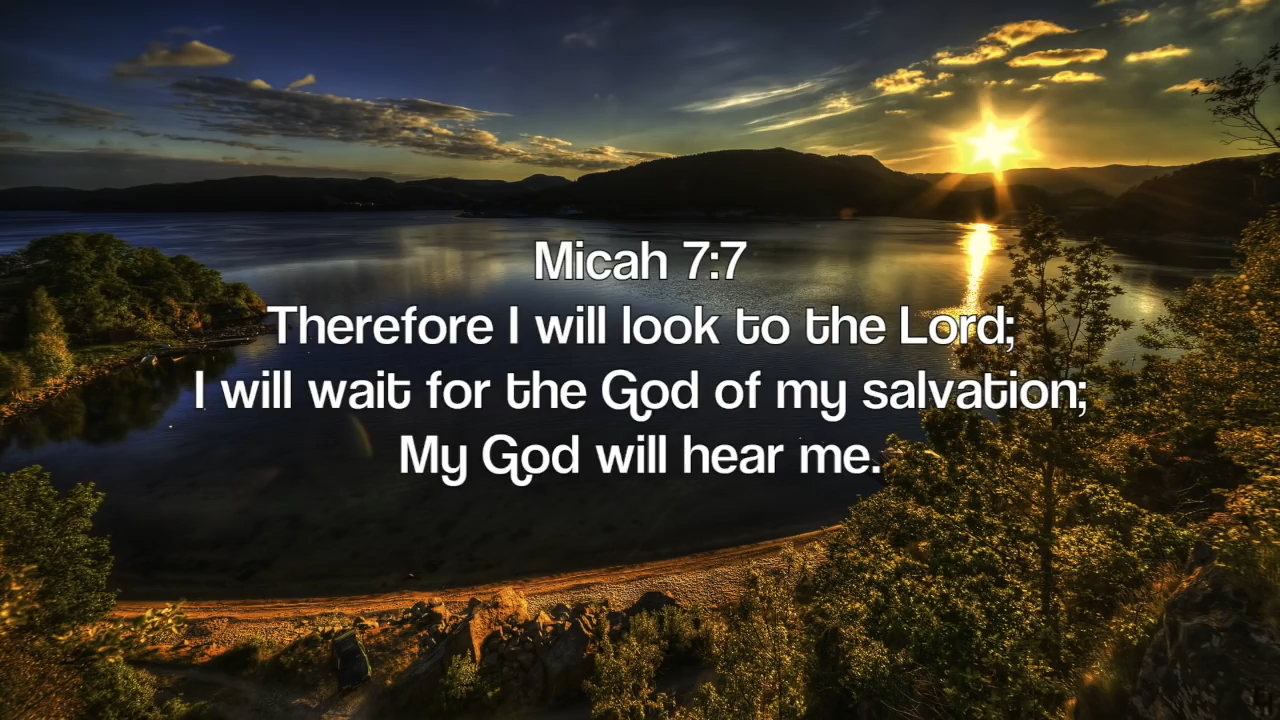 Micah 7:7
Therefore I will look to the Lord;
I will wait for the God of my salvation;
My God will hear me.